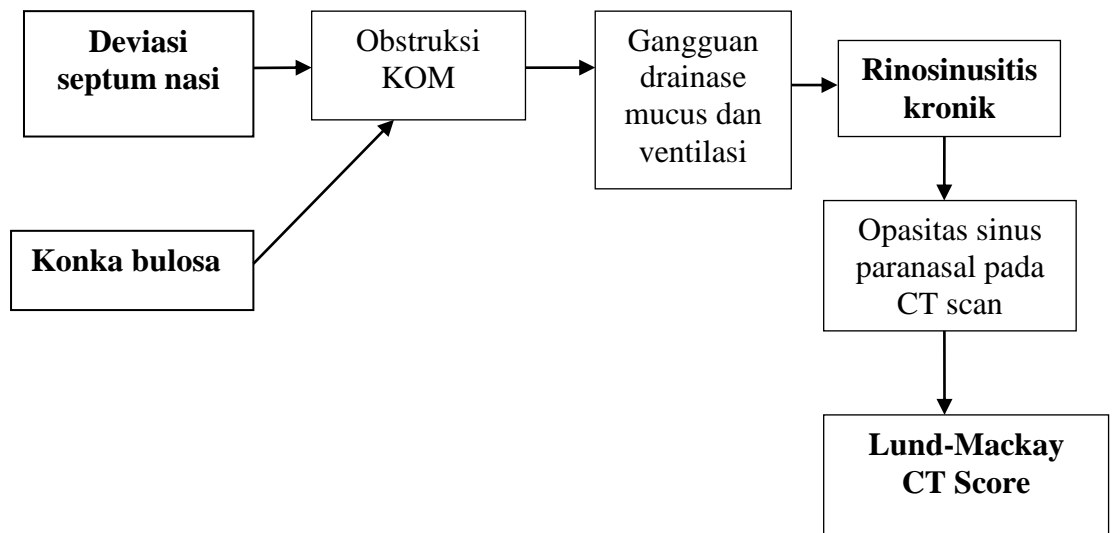 Deviasi
septum nasi
Obstruksi
KOM
Gangguan
drainase
mucus dan
ventilasi
Rinosinusitis
kronik
Konka bulosa
Opasitas sinus
paranasal pada
CT scan
Lund-Mackay
CT Score